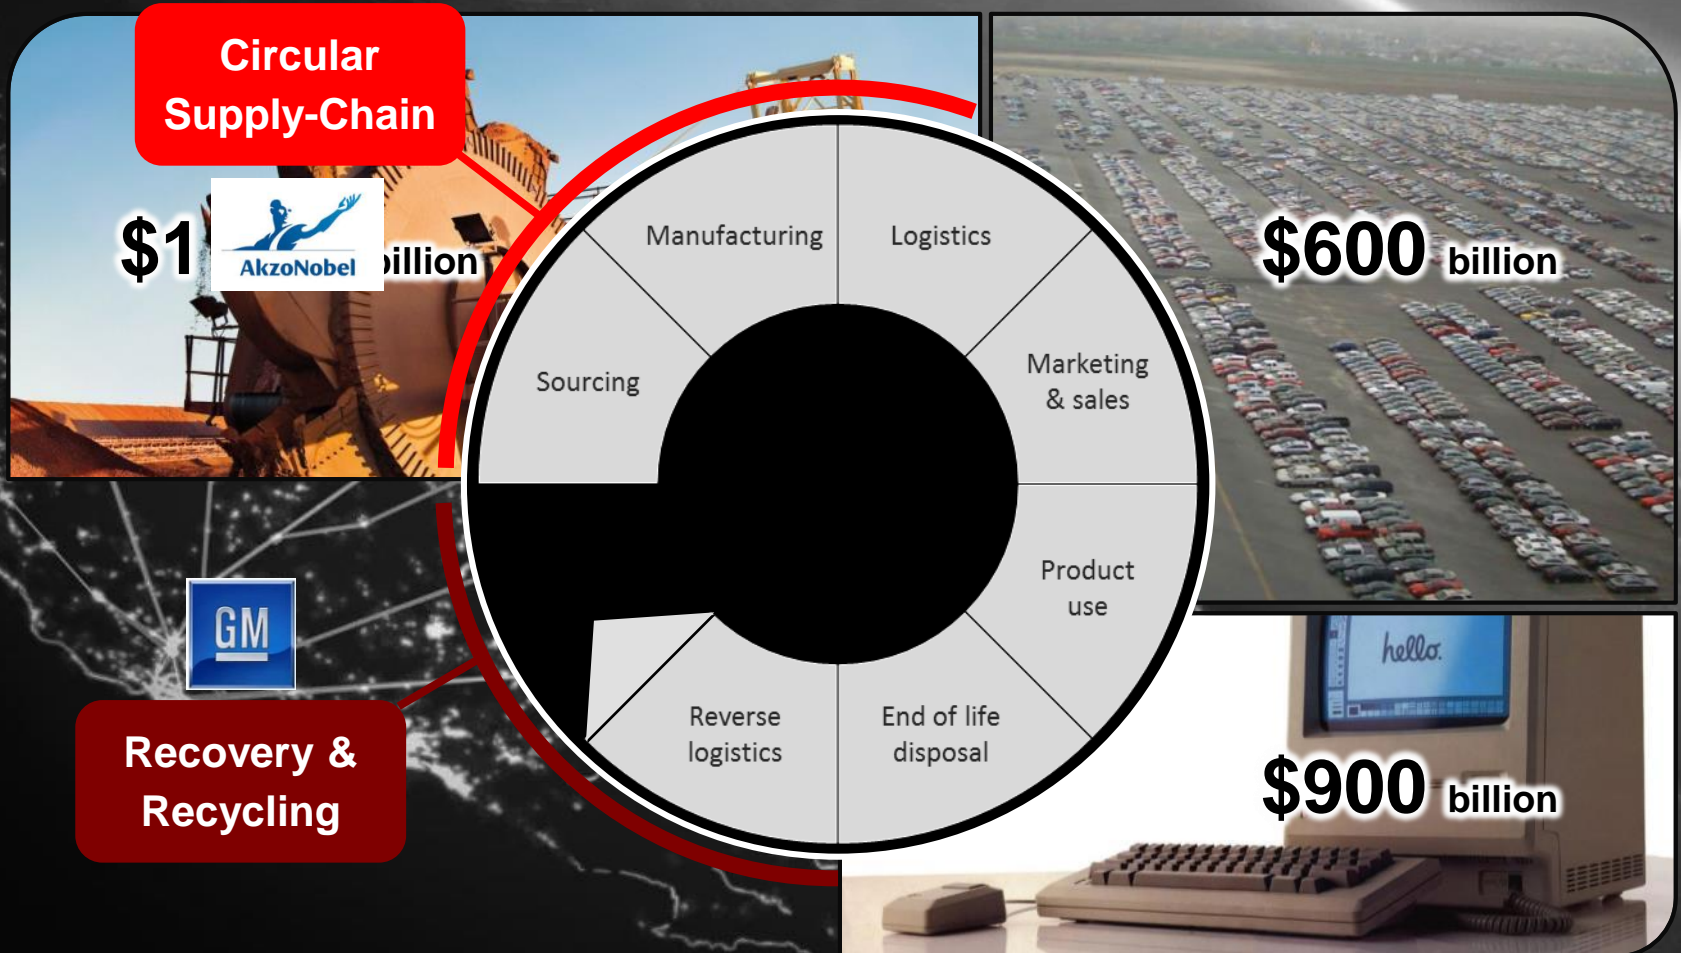 Circular
Supply-Chain
$1
billion
AkzoNobel
Manufacturing
Logistics
$600 billion
Sourcing
Marketing
& sales
Product
use
GM
hello.
Reverse
logistics
End of life
disposal
Recovery &
Recycling
$900 billion